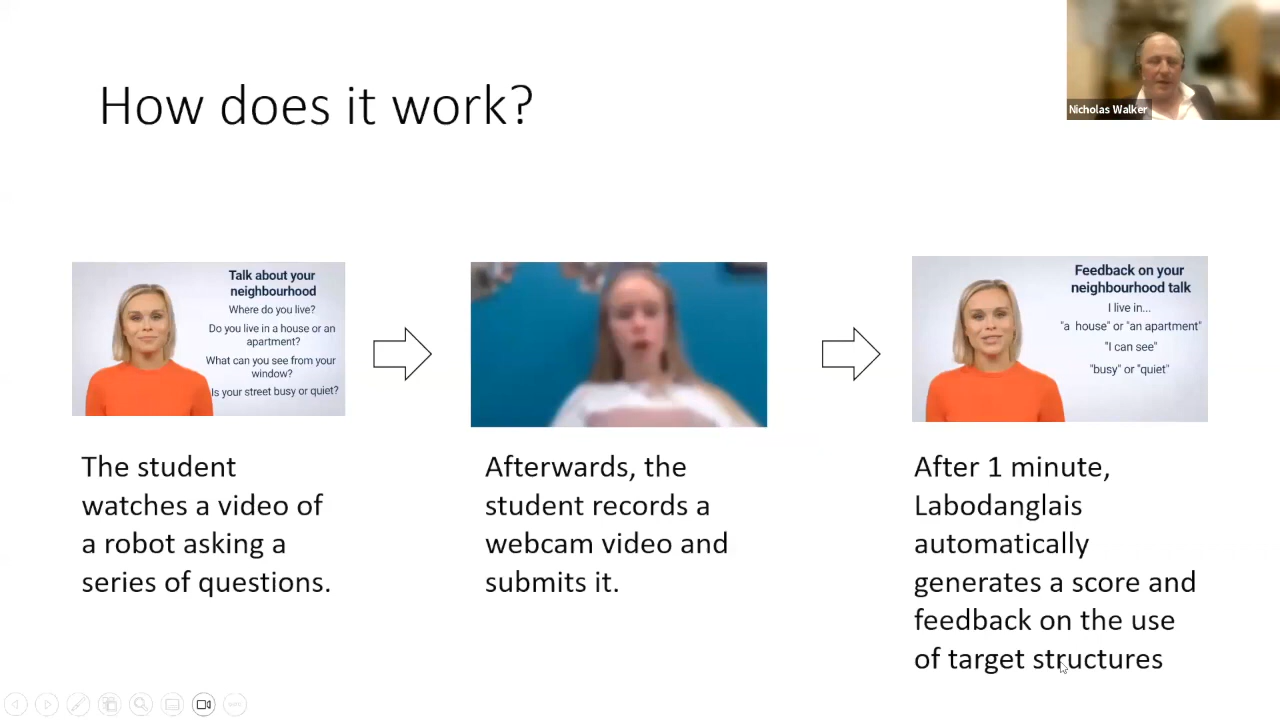 How does it work?
Nicholas Walker
Talk about your
neighbourhood
Where do you live?
Do you live in a house or an
apartment?
What can you see from your
window?
Is your street busy or quiet?
Feedback on your
neighbourhood talk
I live in...
"a house" or "an apartment"
"I can see"
"busy" or "quiet"
The student
watches a video of
a robot asking a
series of questions.
Afterwards, the
student records a
webcam video and
submits it.
After 1 minute,
Labodanglais
automatically
generates a score and
feedback on the use
of target structures